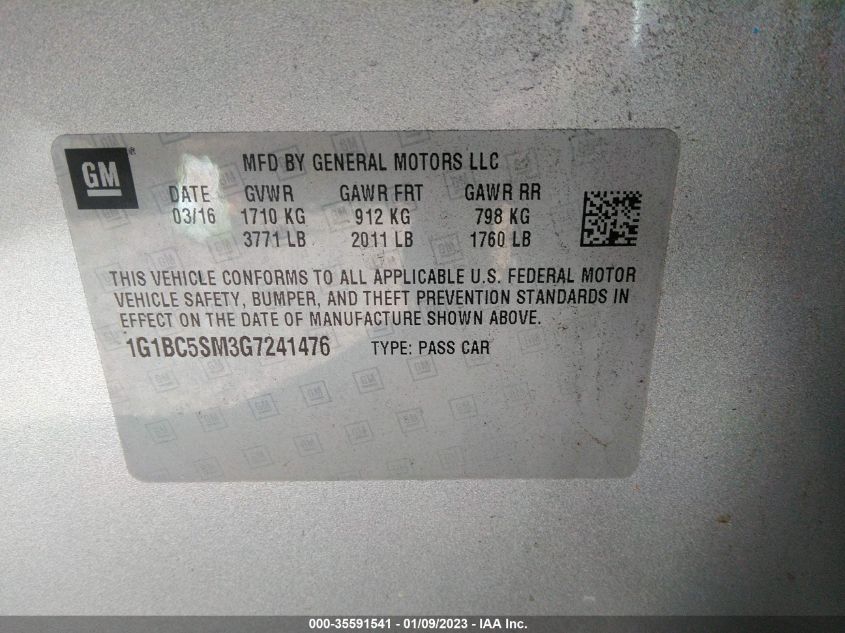 GM®
MFD BY GENERAL MOTORS LLC
DATE GVWR GAWR FRT GAWR RR
03/16 1710 KG 912 KG 798 KG
3771 LB 2011 LB 1760 LB
THIS VEHICLE CONFORMS TO ALL APPLICABLE U.S. FEDERAL MOTOR
VEHICLE SAFETY, BUMPER, AND THEFT PREVENTION STANDARDS IN
EFFECT ON THE DATE OF MANUFACTURE SHOWN ABOVE.
1G1BC5SM3G7241476 TYPE: PASS CAR
000-35591541 - 01/09/2023 - IAA Inc.